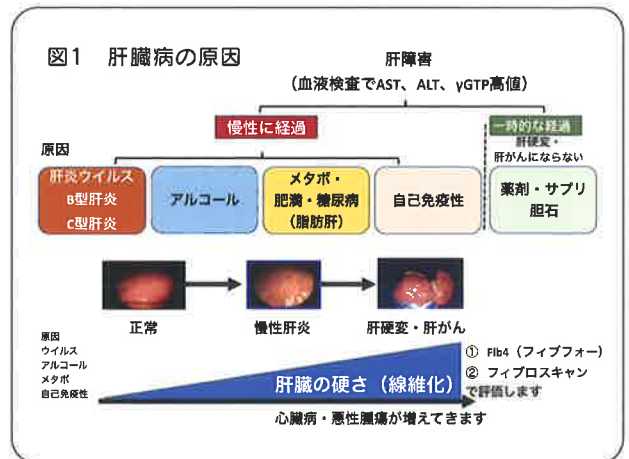 図1　肝臓病の原因
肝障害
（血液検査でAST、ALT、γGTP高値）
慢性に経過
一時的な経過
肝硬変・
肝がんにならない
原因
肝炎ウイルス
B型肝炎
C型肝炎
アルコール
メタボ・
肥満・糖尿病
（脂肪肝）
自己免疫性
薬剤・サプリ
胆石
正常
慢性肝炎
肝硬変・肝がん
原因
ウイルス
アルコール
メタボ
自己免疫性
肝臓の硬さ（線維化）
① Flb4（フィブフォー）
② フィブロスキャン
で評価します
心臓病・悪性腫瘍が増えてきます